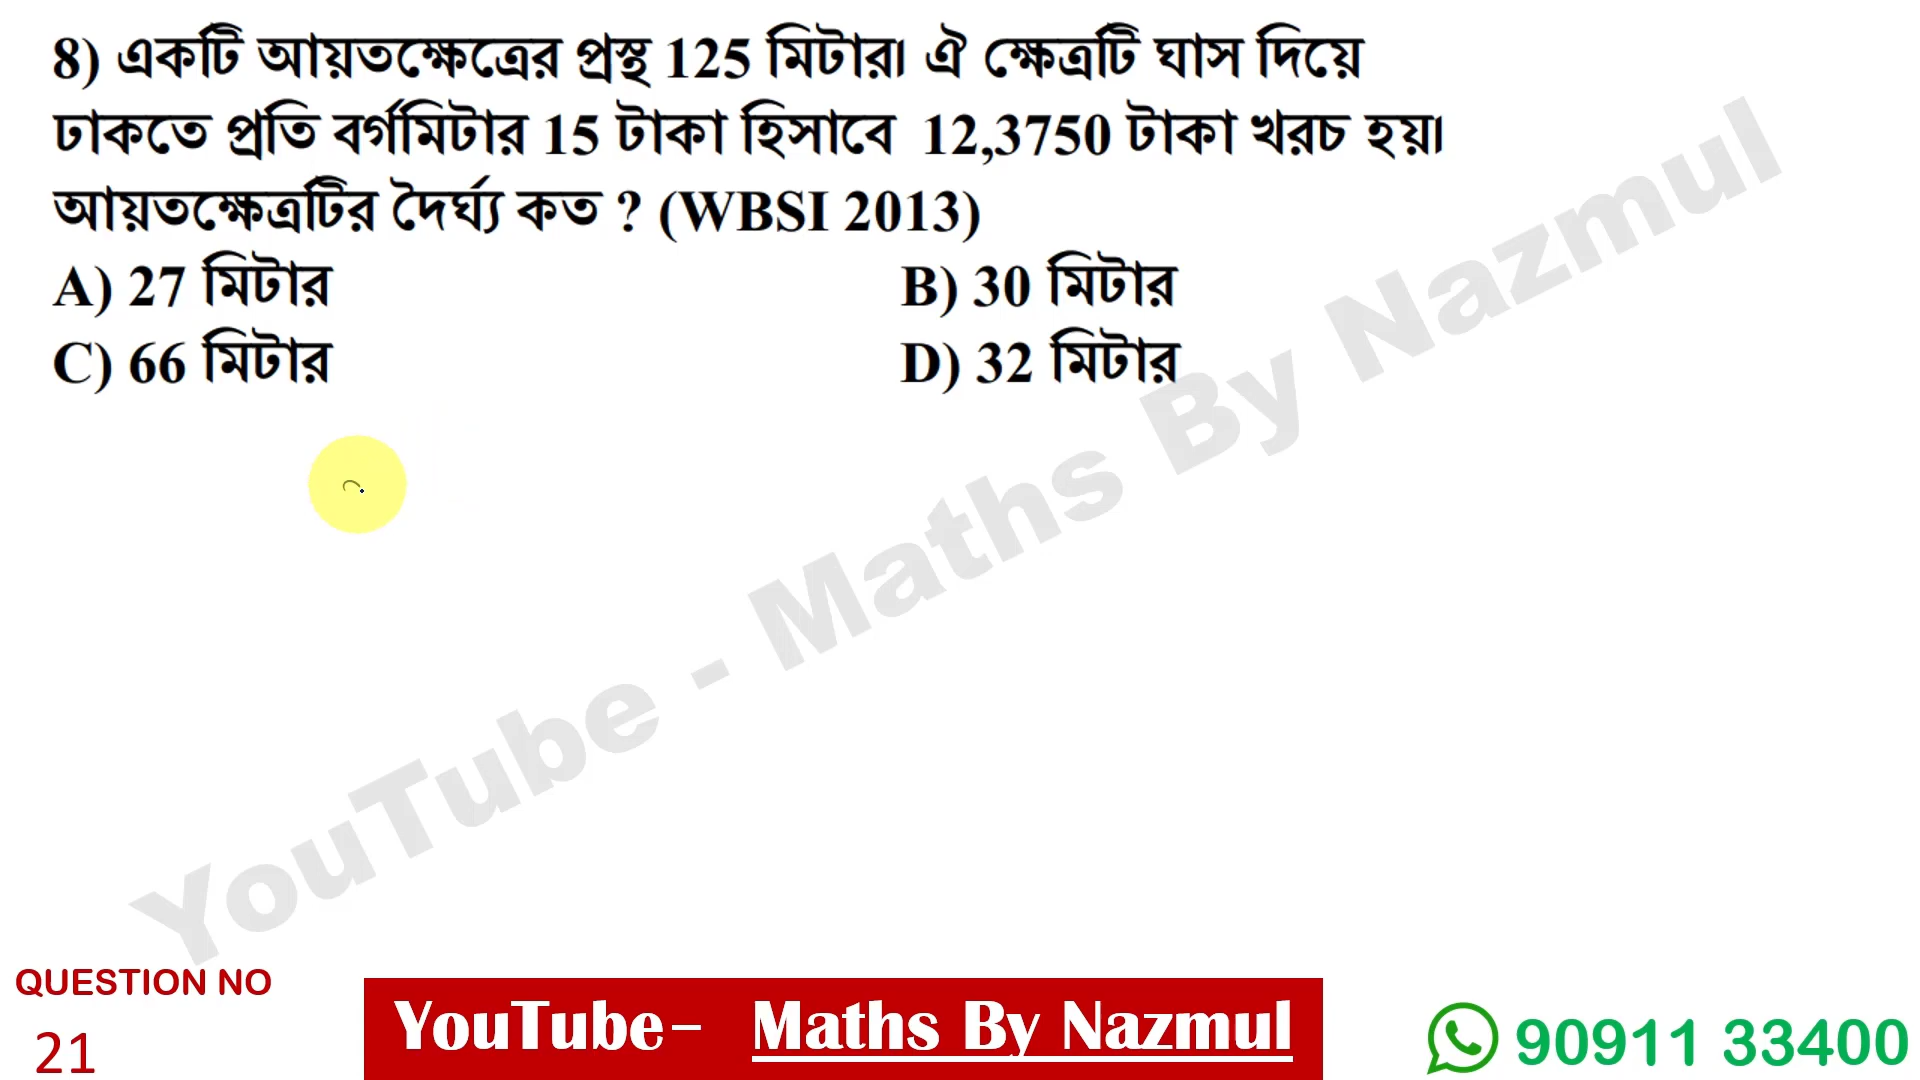 8) একটি আয়তক্ষেত্রের প্রস্থ 125 মিটার। ঐ ক্ষেত্রটি ঘাস দিয়ে
ঢাকতে প্রতি বর্গমিটার 15 টাকা হিসাবে 12,3750 টাকা খরচ হয়।
আয়তক্ষেত্রটির দৈর্ঘ্য কত ? (WBSI 2013)
A) 27 মিটার B) 30 মিটার
C) 66 মিটার D) 32 মিটার
YouTube - Maths By Nazmul
QUESTION NO
21
YouTube- Maths By Nazmul
90911 33400